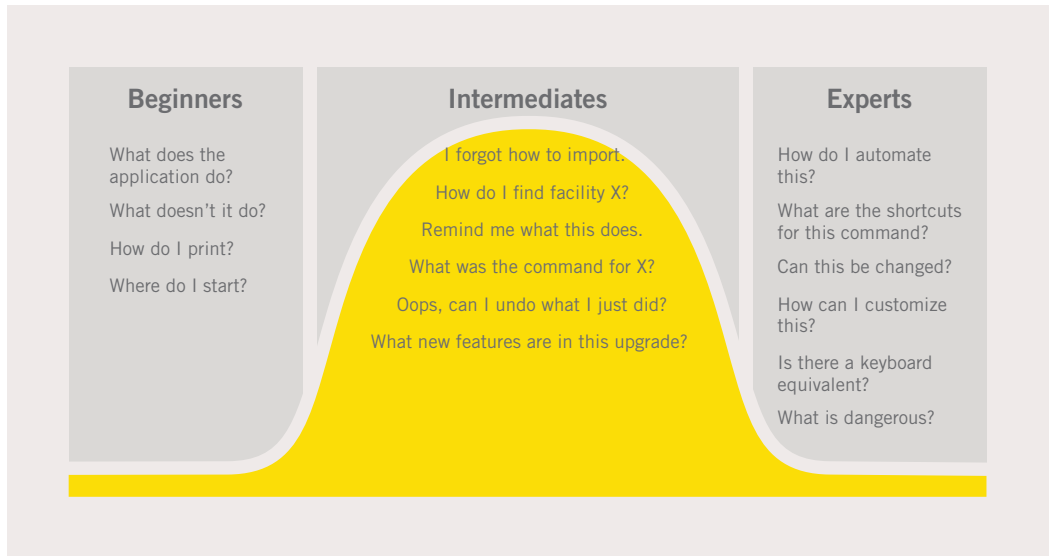 Beginners
What does the
application do?
What doesn’t it do?
How do I print?
Where do I start?
Intermediates
I forgot how to import.
How do I find facility X?
Remind me what this does.
What was the command for X?
Oops, can I undo what I just did?
What new features are in this upgrade?
Experts
How do I automate
this?
What are the shortcuts
for this command?
Can this be changed?
How can I customize
this?
Is there a keyboard
equivalent?
What is dangerous?